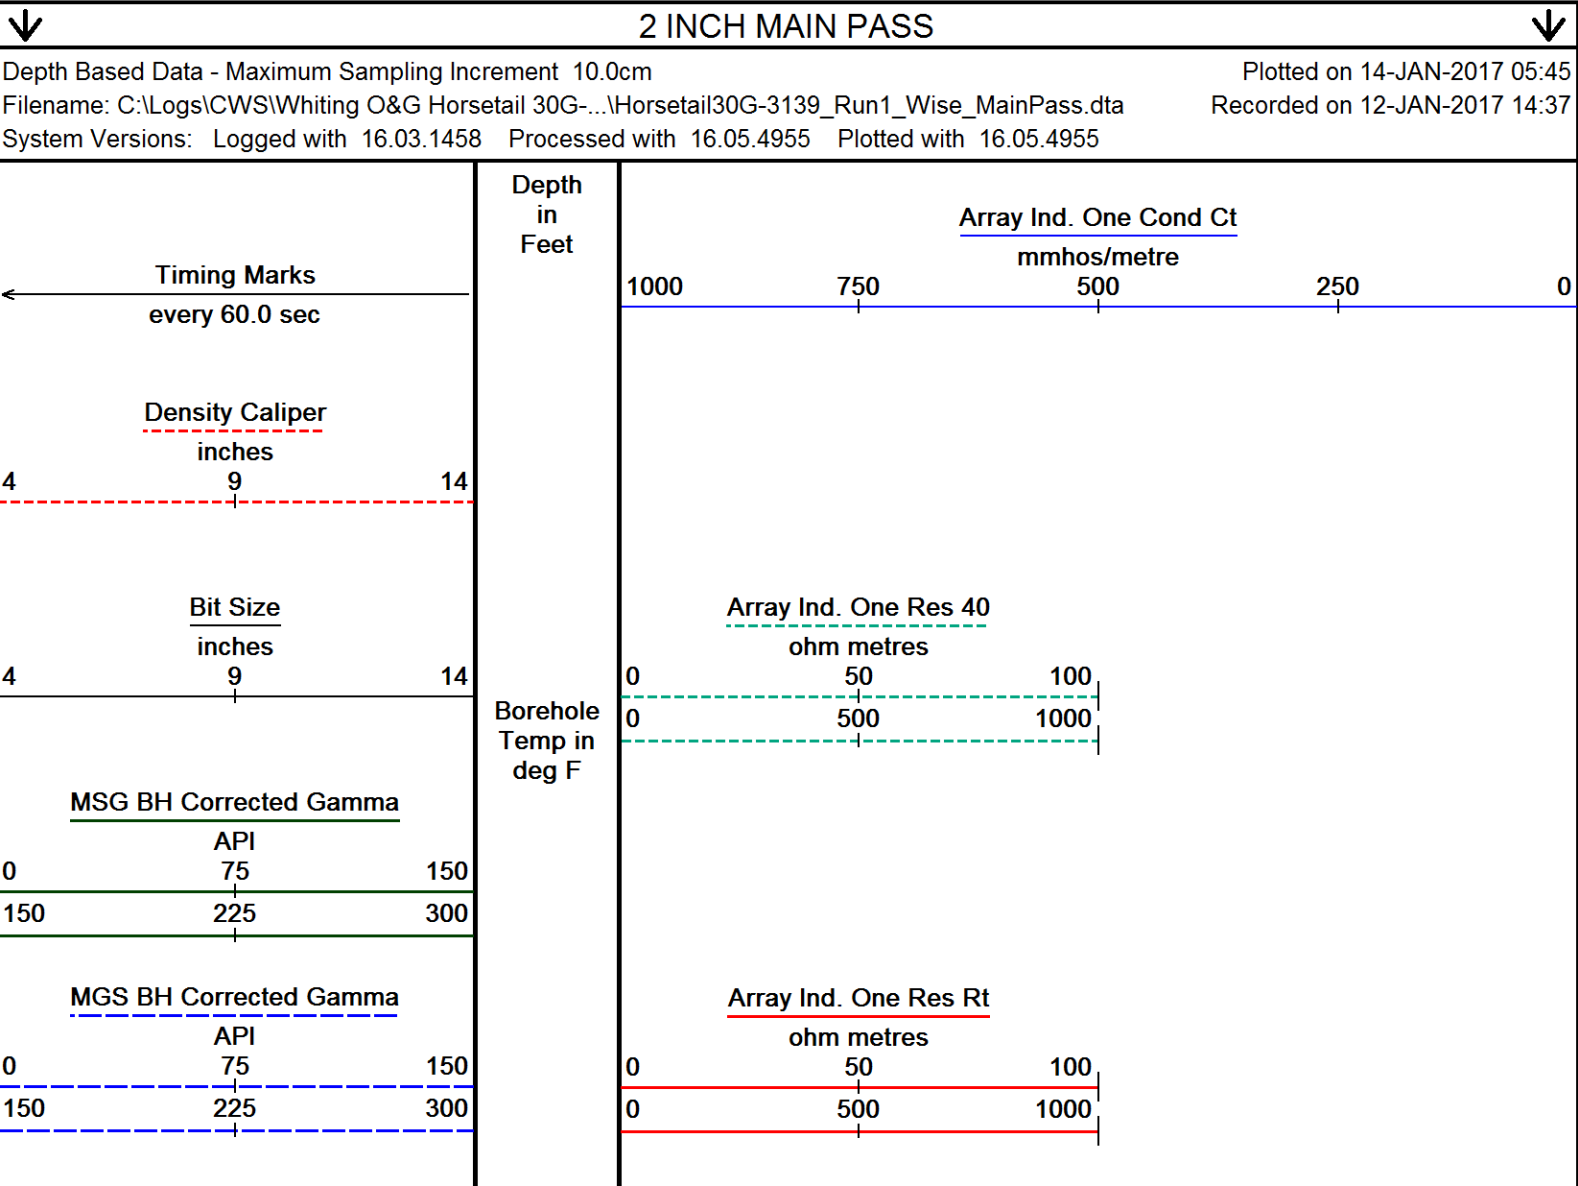 2 INCH MAIN PASS
Depth Based Data - Maximum Sampling Increment 10.0cm
Plotted on 14-JAN-2017 05:45
Filename: C:\Logs\CWS\Whiting O&G Horsetail 30G-...\Horsetail30G-3139_Run1_Wise_MainPass.dta
Recorded on 12-JAN-2017 14:37
System Versions: Logged with 16.03.1458 Processed with 16.05.4955 Plotted with 16.05.4955
Timing Marks
every 60.0 sec
Density Caliper
inches
4 9 14
Bit Size
inches
4 9 14
MSG BH Corrected Gamma
API
0 75 150
150 225 300
MGS BH Corrected Gamma
API
0 75 150
150 225 300
Depth
in
Feet
Borehole
Temp in
deg F
Array Ind. One Cond Ct
mmhos/metre
1000 750 500 250 0
Array Ind. One Res 40
ohm metres
0 50 100
0 500 1000
Array Ind. One Res Rt
ohm metres
0 50 100
0 500 1000